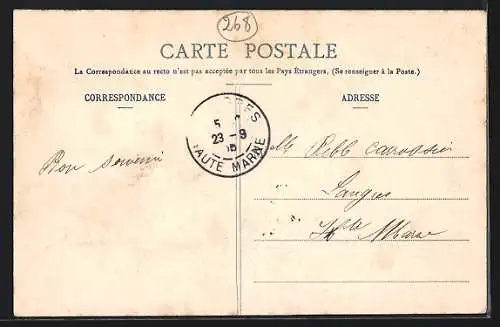 268
CARTE POSTALE
La Correspondance au recto n'est pas acceptée par tous les Pays Étrangers. (Se renseigner à la Poste.)
CORRESPONDANCE
ADRESSE
5
23 - 9
HAUTE MARNE
Bon souvenir
Langres
Hte Marne